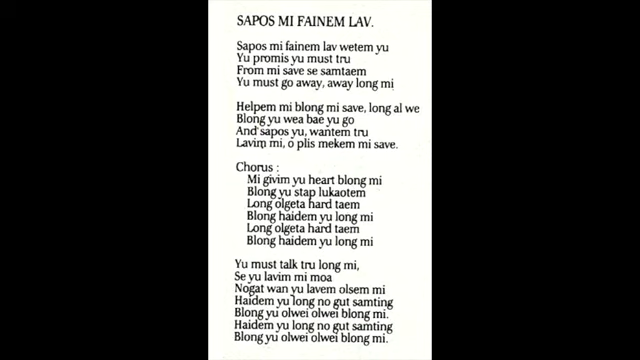 SAPOS MI FAINEM LAV.
Sapos mi fainem lav wetem yu
Yu promis yu must tru
From mi save se samtaem
Yu must go away, away long mi
Helpem mi blong mi save, long al we
Blong yu wea bae yu go
And sapos yu, wantem tru
Lavim mi, o plis mekem mi save.
Chorus :
Mi givim yu heart blong mi
Blong yu stap lukaotem
Long olgeta hard taem
Blong haidem yu long mi
Long olgeta hard taem
Blong haidem yu long mi
Yu must talk tru long mi,
Se yu lavim mi moa
Nogat wan yu lavem olsem mi
Haidem yu long no gut samting
Blong yu olwei olwei blong mi.
Haidem yu long no gut samting
Blong yu olwei olwei blong mi.